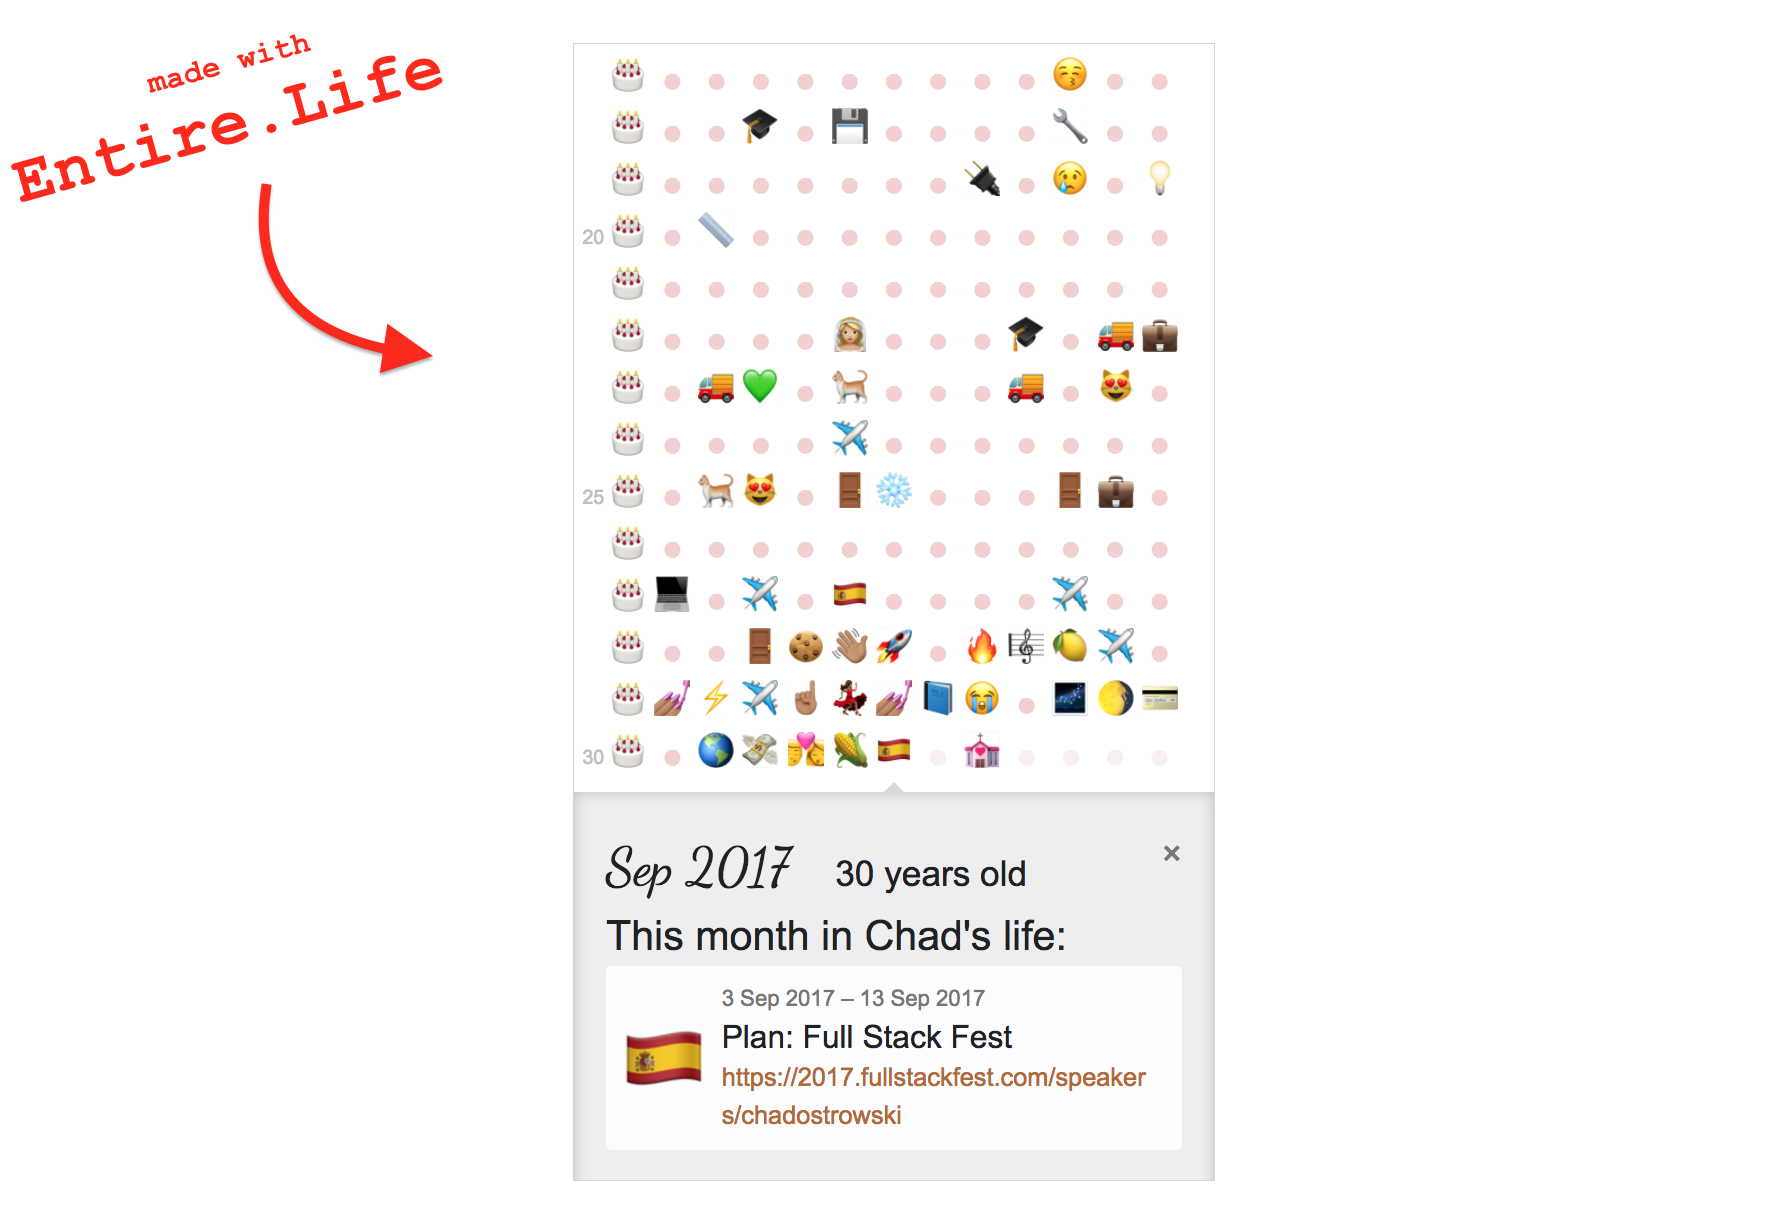 made with
Entire.Life
20
25
30
Sep 2017 30 years old
×
This month in Chad's life:
3 Sep 2017 – 13 Sep 2017
Plan: Full Stack Fest
https://2017.fullstackfest.com/speaker
s/chadostrowski